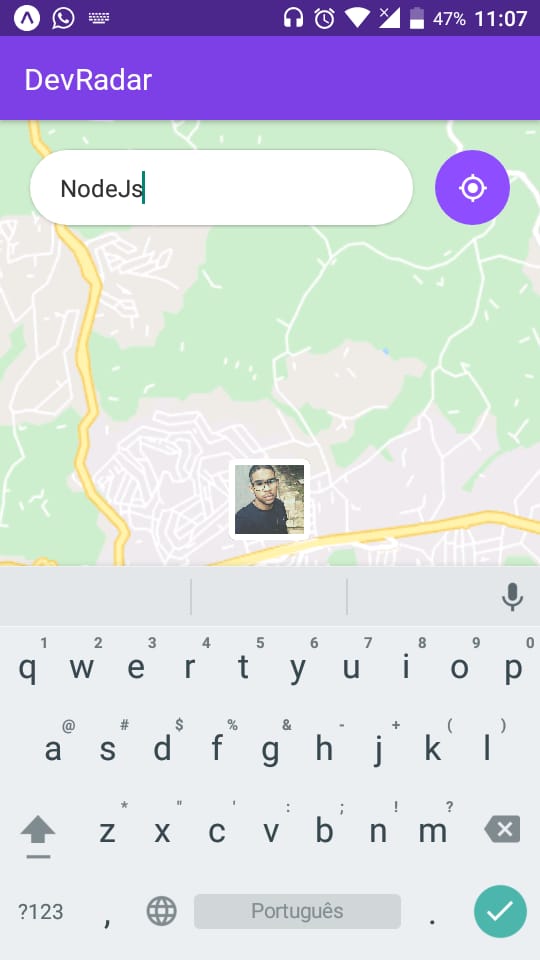 47% 11:07
DevRadar
NodeJs
1 2 3 4 5 6 7 8 9 0
q w e r t y u i o p
@ # $ % & - + ( )
a s d f g h j k l
* " ' : ; ! ?
z x c v b n m
?123 , Português .